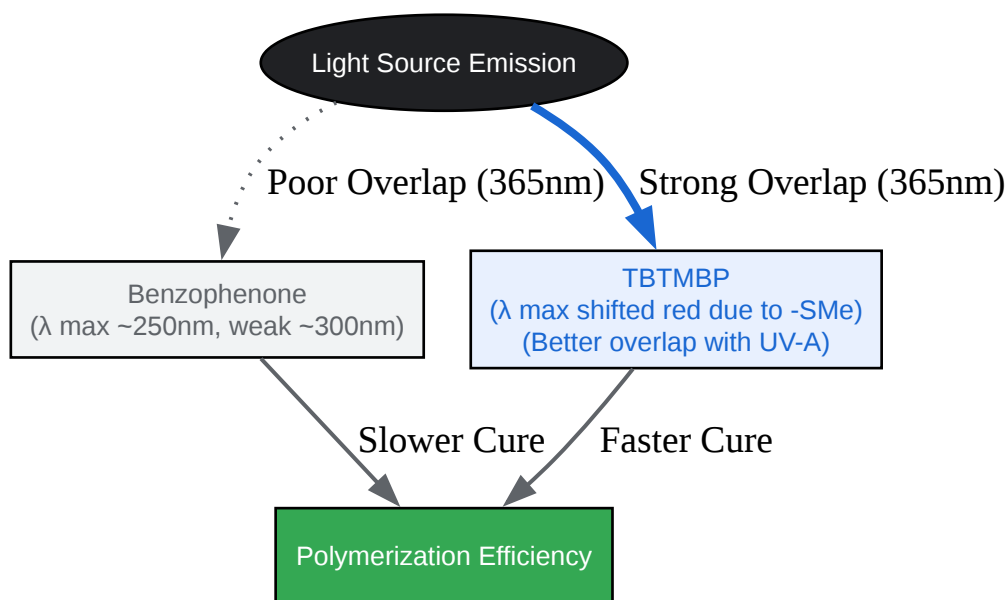 Light Source Emission
Poor Overlap (365nm)
Strong Overlap (365nm)
Benzophenone
(λ max ~250nm, weak ~300nm)
TBTMBP
(λ max shifted red due to -SMe)
(Better overlap with UV-A)
Slower Cure
Faster Cure
Polymerization Efficiency